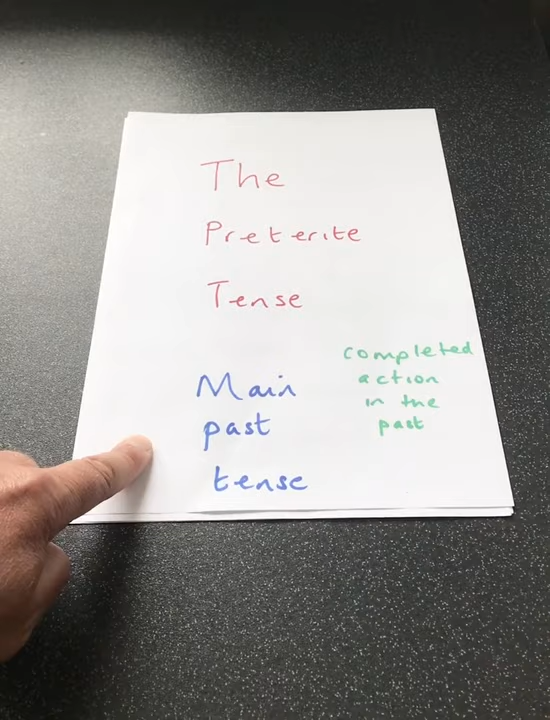 The
Preterite
Tense
Main
past
tense
completed
action
in the
past